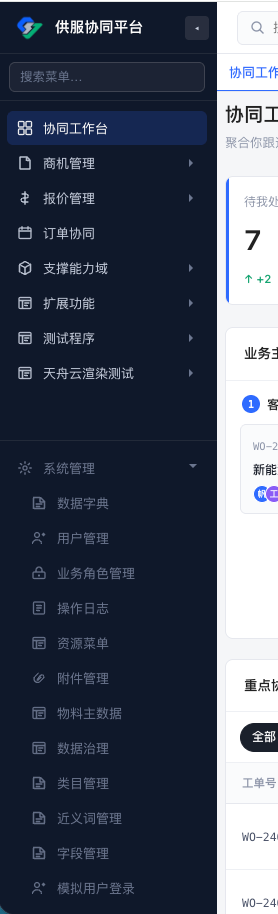 供服协同平台
搜索菜单...
协同工作台
商机管理
报价管理
订单协同
支撑能力域
扩展功能
测试程序
天舟云渲染测试
系统管理
数据字典
用户管理
业务角色管理
操作日志
资源菜单
附件管理
物料主数据
数据治理
类目管理
近义词管理
字段管理
模拟用户登录
协同工作
协同工
聚合你跟
待我处
7
↑ +2
业务主
1 客
WO-2
新能
帆 工
重点协
全部
工单号
WO-240
WO-240